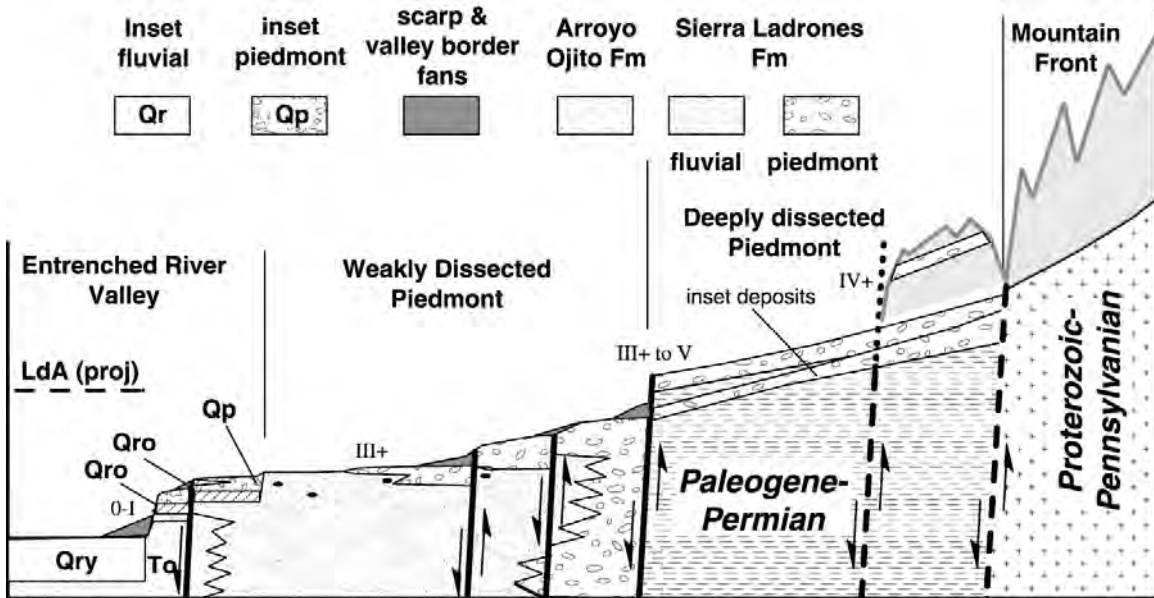 Inset
fluvial
inset
piedmont
scarp &
valley border
fans
Arroyo
Ojito Fm
Sierra Ladrones
Fm
Mountain
Front
Qr
Qp
fluvial
piedmont
Entrenched River
Valley
Weakly Dissected
Piedmont
Deeply dissected
Piedmont
IV+
inset deposits
III+ to V
LdA (proj)
Qp
Qro
Qro
III+
0-I
Qry
To
Paleogene-
Permian
Proterozoic-
Pennsylvanian